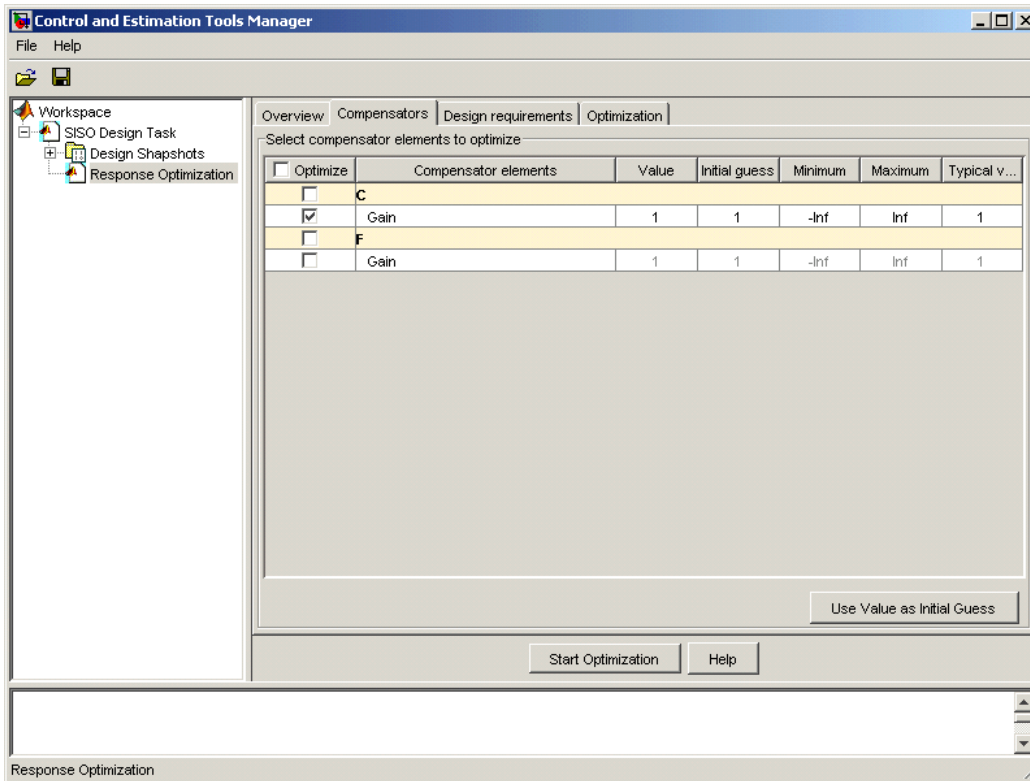 Control and Estimation Tools Manager
File Help
Workspace
SISO Design Task
Design Shapshots
Response Optimization
Overview Compensators Design requirements Optimization
Select compensator elements to optimize
Optimize Compensator elements Value Initial guess Minimum Maximum Typical v...
C
Gain 1 1 -Inf Inf 1
F
Gain 1 1 -Inf Inf 1
Use Value as Initial Guess
Start Optimization Help
Response Optimization